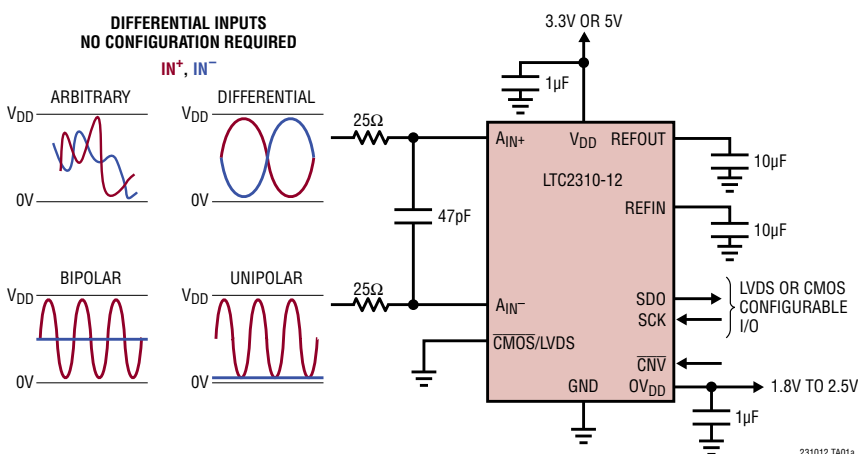 DIFFERENTIAL INPUTS
NO CONFIGURATION REQUIRED
IN+, IN−
ARBITRARY
VDD
0V
DIFFERENTIAL
VDD
0V
BIPOLAR
VDD
0V
UNIPOLAR
VDD
0V
25Ω
47pF
25Ω
3.3V OR 5V
1µF
AIN+
VDD
REFOUT
10µF
LTC2310-12
REFIN
10µF
AIN−
SDO
SCK
LVDS OR CMOS
CONFIGURABLE
I/O
CMOS/LVDS
CNV
GND
OVDD
1.8V TO 2.5V
1µF
231012 TA01a